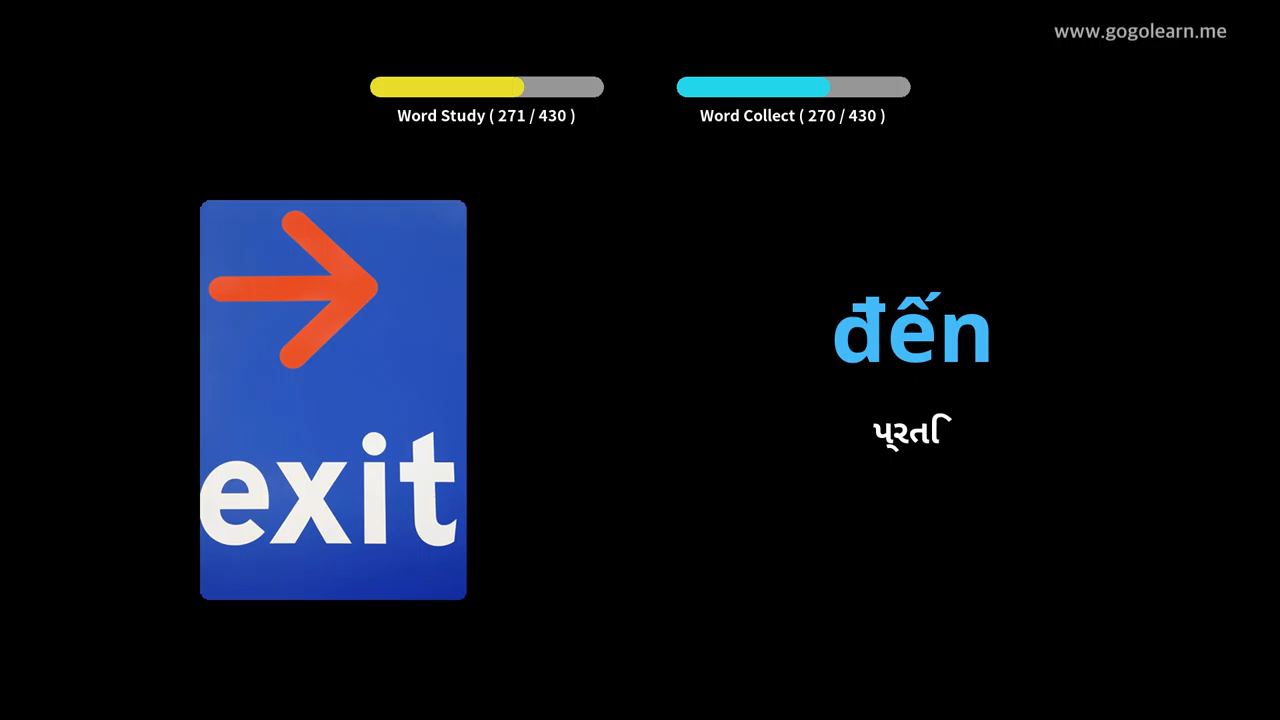 www.gogolearn.me
Word Study ( 271 / 430 )
Word Collect ( 270 / 430 )
exit
đến
પ્રતિ